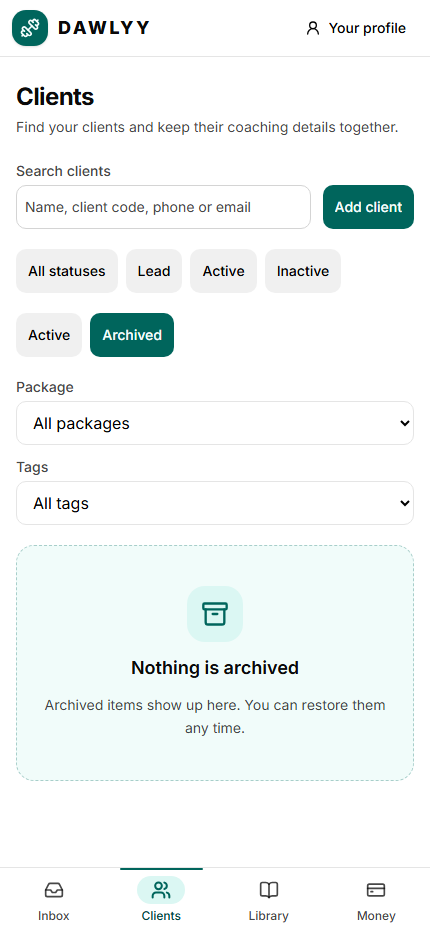 DAWLYY
Your profile
Clients
Find your clients and keep their coaching details together.
Search clients
Name, client code, phone or email
Add client
All statuses
Lead
Active
Inactive
Active
Archived
Package
All packages
Tags
All tags
Nothing is archived
Archived items show up here. You can restore them
any time.
Inbox
Clients
Library
Money